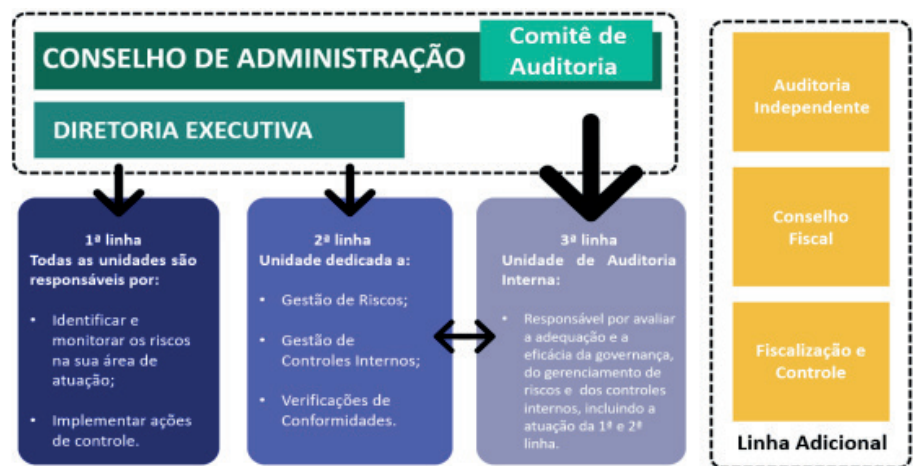 CONSELHO DE ADMINISTRAÇÃO
Comitê de
Auditoria
DIRETORIA EXECUTIVA
1ª linha
Todas as unidades são
responsáveis por:
• Identificar e
monitorar os riscos
na sua área de
atuação;
• Implementar ações
de controle.
2ª linha
Unidade dedicada a:
• Gestão de Riscos;
• Gestão de
Controles Internos;
• Verificações de
Conformidades.
3ª linha
Unidade de Auditoria
Interna:
• Responsável por avaliar
a adequação e a
eficácia da governança,
do gerenciamento de
riscos e dos controles
internos, incluindo a
atuação da 1ª e 2ª
linha.
Auditoria
Independente
Conselho
Fiscal
Fiscalização e
Controle
Linha Adicional